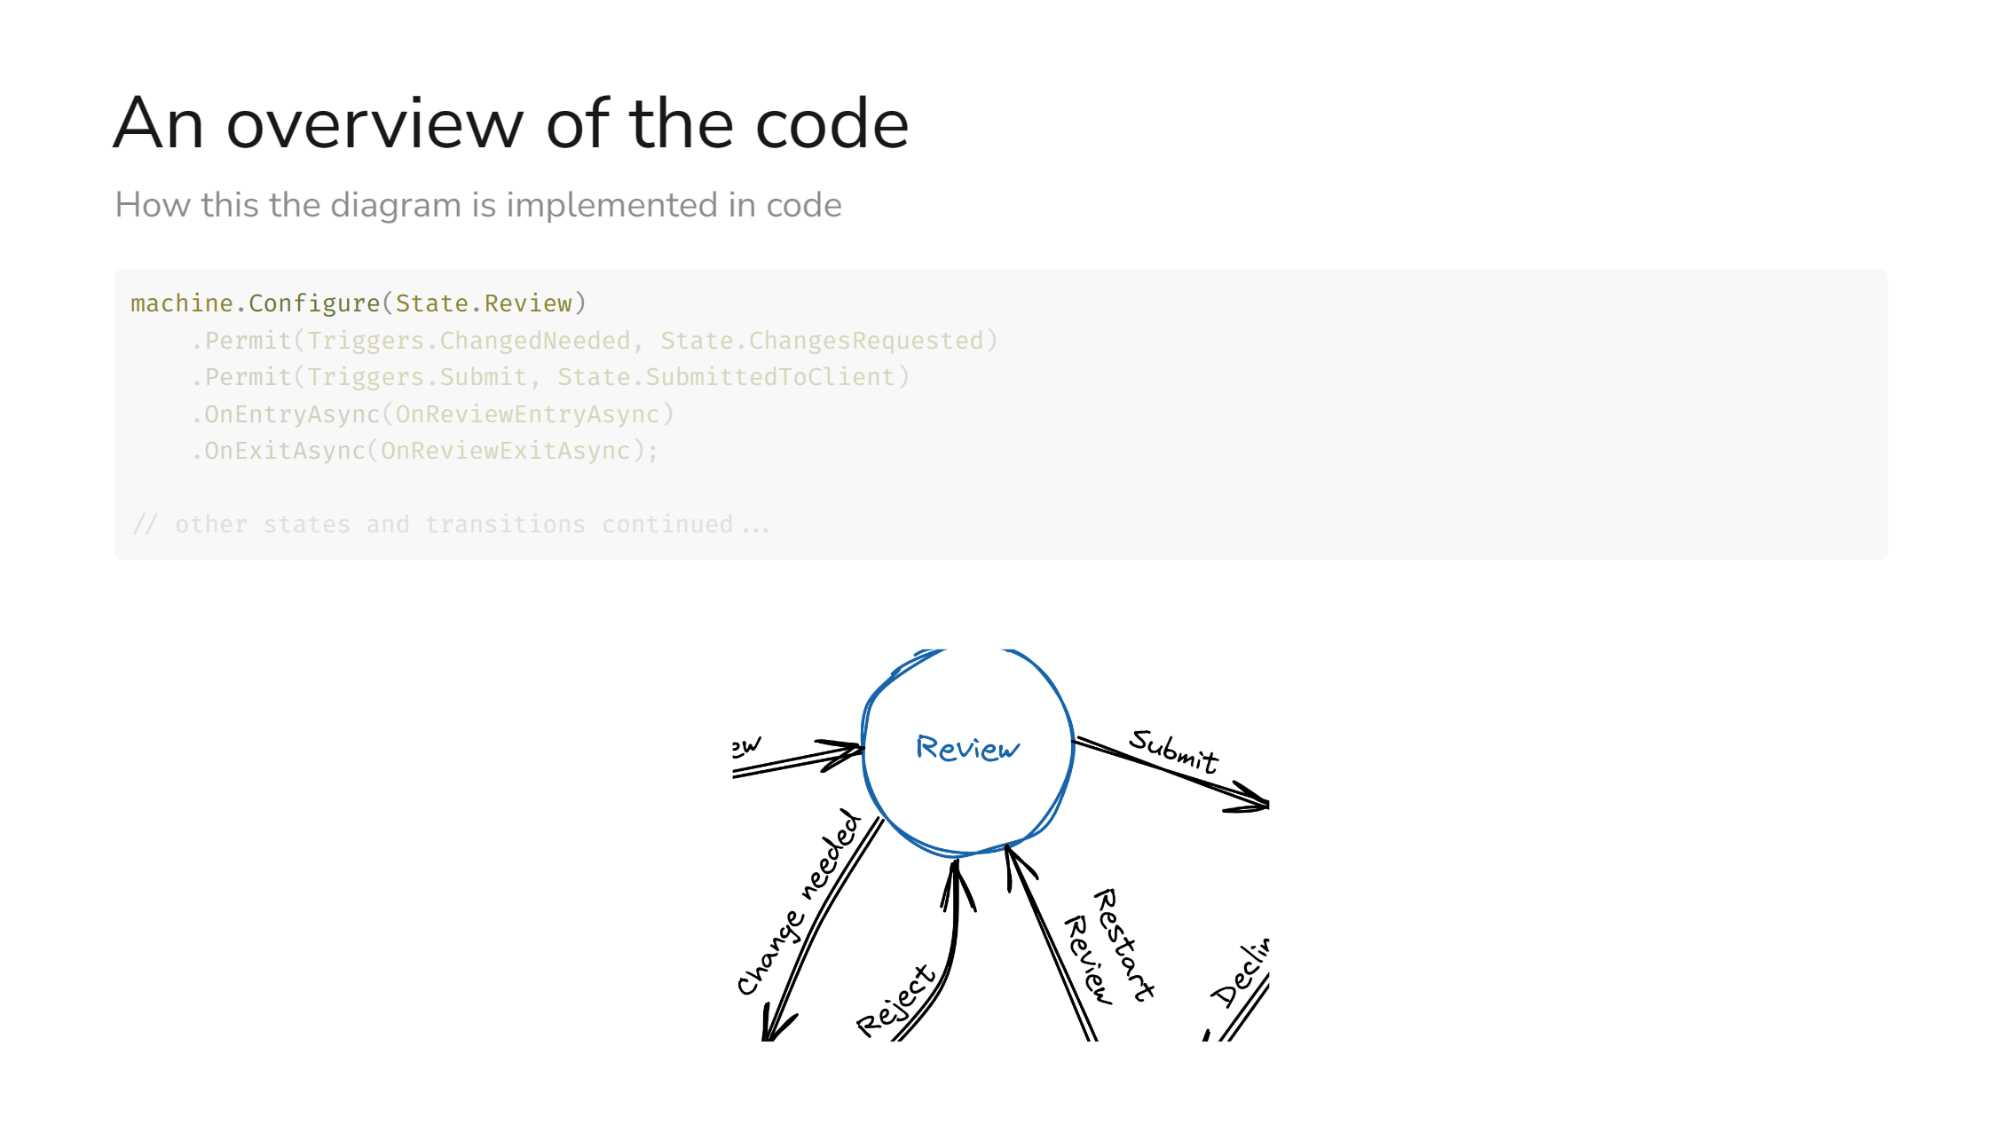 An overview of the code
How this the diagram is implemented in code
machine.Configure(State.Review)
.Permit(Triggers.ChangedNeeded, State.ChangesRequested)
.Permit(Triggers.Submit, State.SubmittedToClient)
.OnEntryAsync(OnReviewEntryAsync)
.OnExitAsync(OnReviewExitAsync);
// other states and transitions continued...
ew
Review
Submit
Change needed
Reject
Restart
Review
Declin